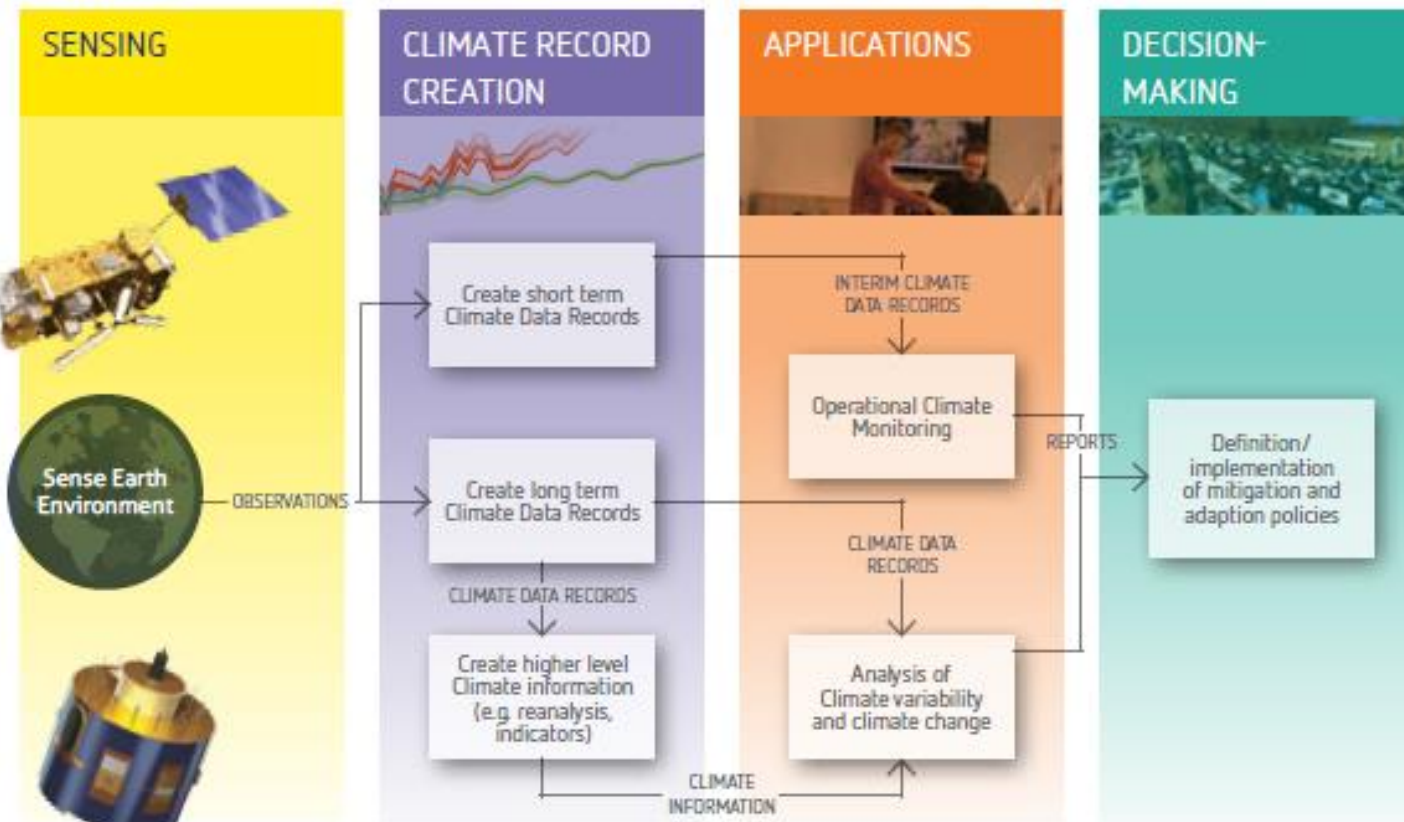 SENSING
CLIMATE RECORD
CREATION
APPLICATIONS
DECISION-
MAKING
Sense Earth
Environment
OBSERVATIONS
Create short term
Climate Data Records
Create long term
Climate Data Records
CLIMATE DATA RECORDS
Create higher level
Climate information
(e.g. reanalysis,
indicators)
CLIMATE
INFORMATION
INTERIM CLIMATE
DATA RECORDS
Operational Climate
Monitoring
CLIMATE DATA
RECORDS
Analysis of
Climate variability
and climate change
REPORTS
Definition/
implementation
of mitigation and
adaption policies